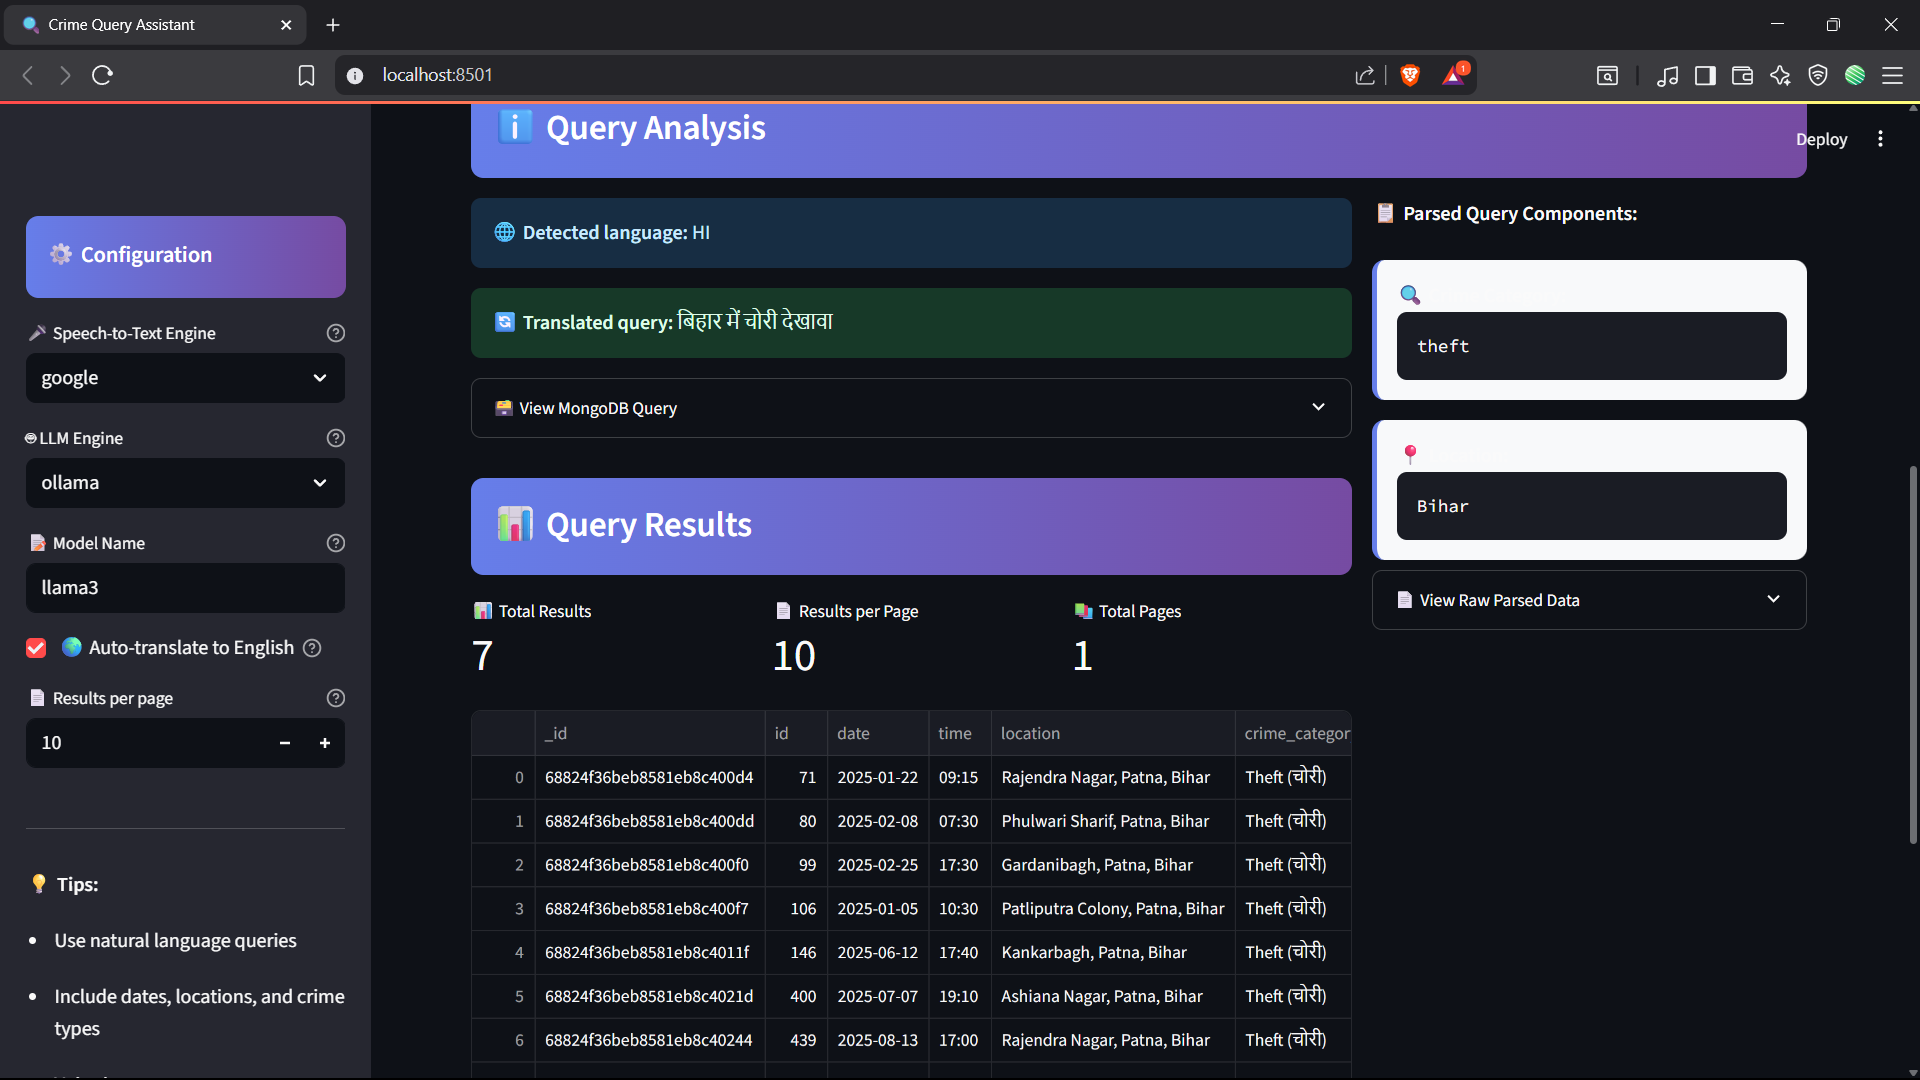 Crime Query Assistant
localhost:8501
1
Deploy
Configuration
Speech-to-Text Engine
google
LLM Engine
ollama
Model Name
llama3
Auto-translate to English
Results per page
10
Tips:
Use natural language queries
Include dates, locations, and crime
types
Query Analysis
Detected language: HI
Translated query: बिहार में चोरी देखावा
View MongoDB Query
Parsed Query Components:
theft
Bihar
View Raw Parsed Data
Query Results
Total Results Results per Page Total Pages
7 10 1
_id id date time location crime_categor
0 68824f36beb8581eb8c400d4 71 2025-01-22 09:15 Rajendra Nagar, Patna, Bihar Theft (चोरी)
1 68824f36beb8581eb8c400dd 80 2025-02-08 07:30 Phulwari Sharif, Patna, Bihar Theft (चोरी)
2 68824f36beb8581eb8c400f0 99 2025-02-25 17:30 Gardanibagh, Patna, Bihar Theft (चोरी)
3 68824f36beb8581eb8c400f7 106 2025-01-05 10:30 Patliputra Colony, Patna, Bihar Theft (चोरी)
4 68824f36beb8581eb8c4011f 146 2025-06-12 17:40 Kankarbagh, Patna, Bihar Theft (चोरी)
5 68824f36beb8581eb8c4021d 400 2025-07-07 19:10 Ashiana Nagar, Patna, Bihar Theft (चोरी)
6 68824f36beb8581eb8c40244 439 2025-08-13 17:00 Rajendra Nagar, Patna, Bihar Theft (चोरी)